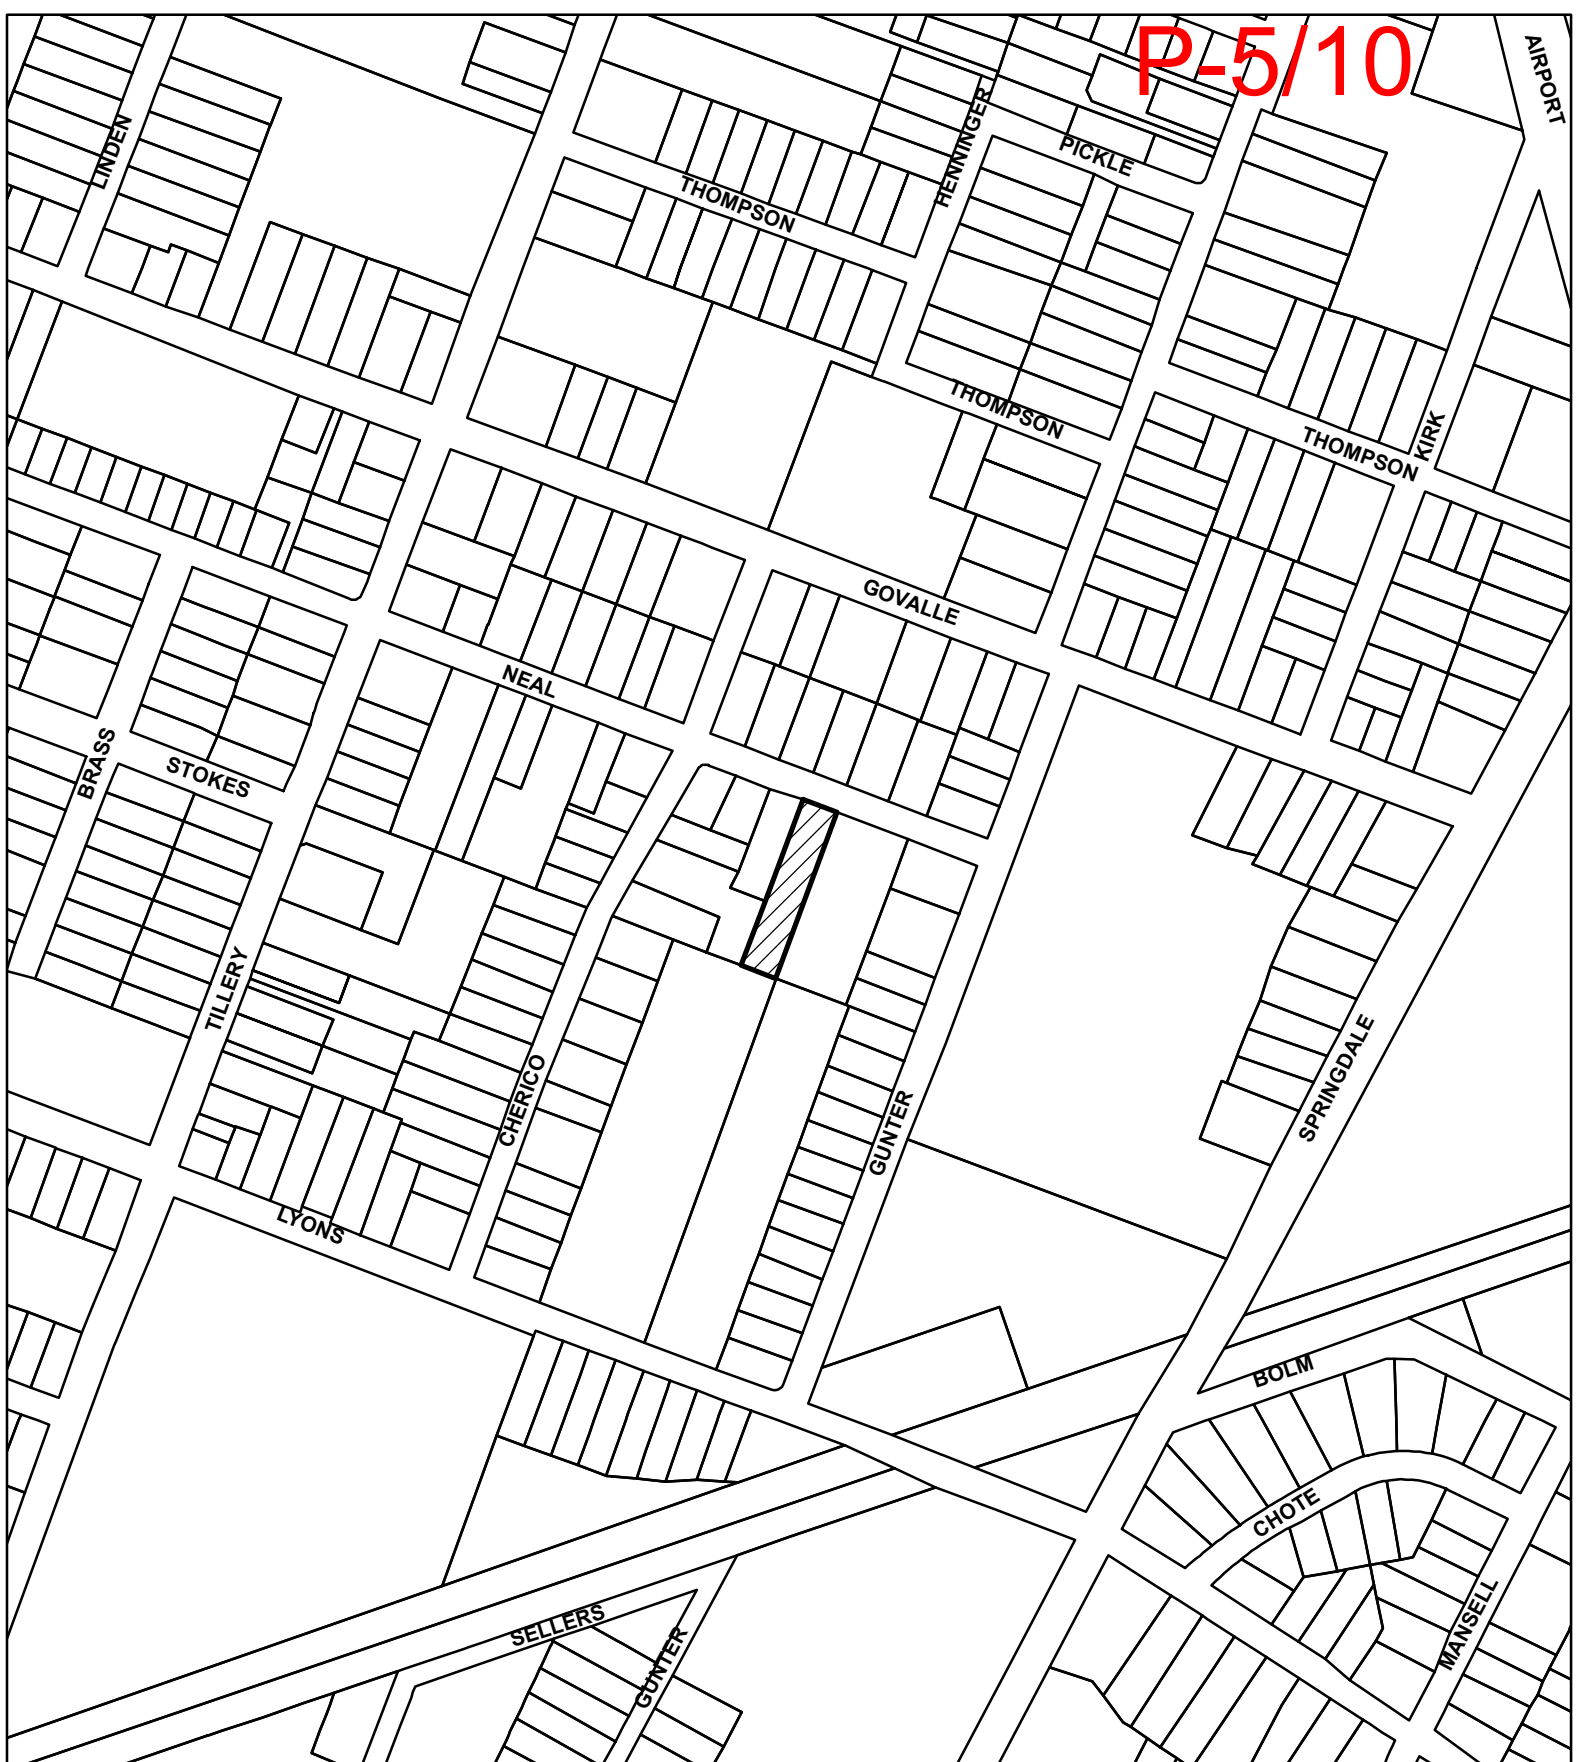 P-5/10
AIRPORT
LINDEN
HENNINGER
PICKLE
THOMPSON
THOMPSON
THOMPSON
KIRK
GOVALLE
NEAL
BRASS
STOKES
TILLERY
CHERICO
GUNTER
SPRINGDALE
LYONS
BOLM
CHOTE
MANSELL
SELLERS
GUNTER